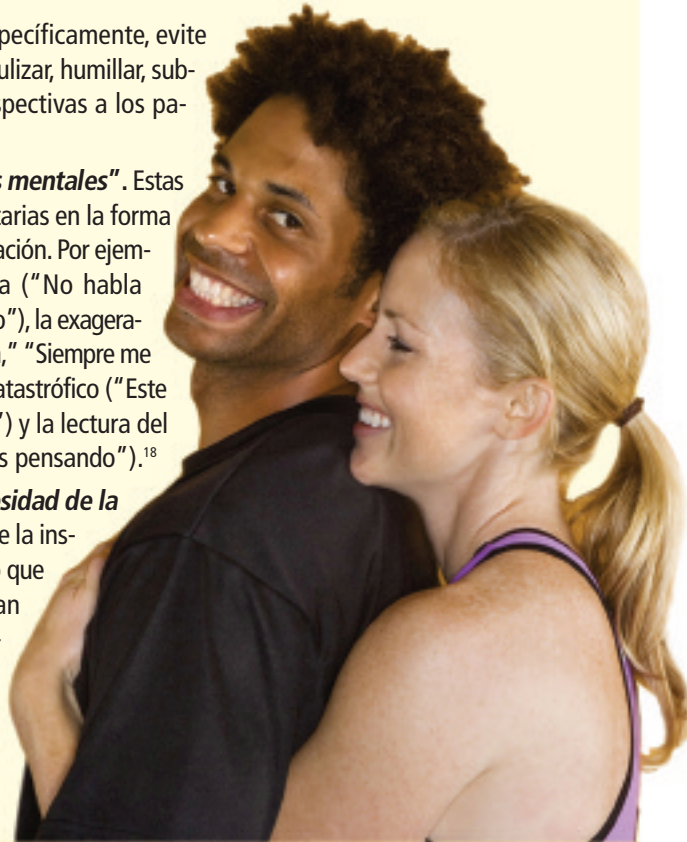 specíficamente, evite
ulizar, humillar, sub-
spectivas a los pa-
s mentales". Estas
tarias en la forma
ación. Por ejem-
a ("No habla
o"), la exagera-
," "Siempre me
atastrófico ("Este
") y la lectura del
s pensando").18
sidad de la
e la ins-
o que
an